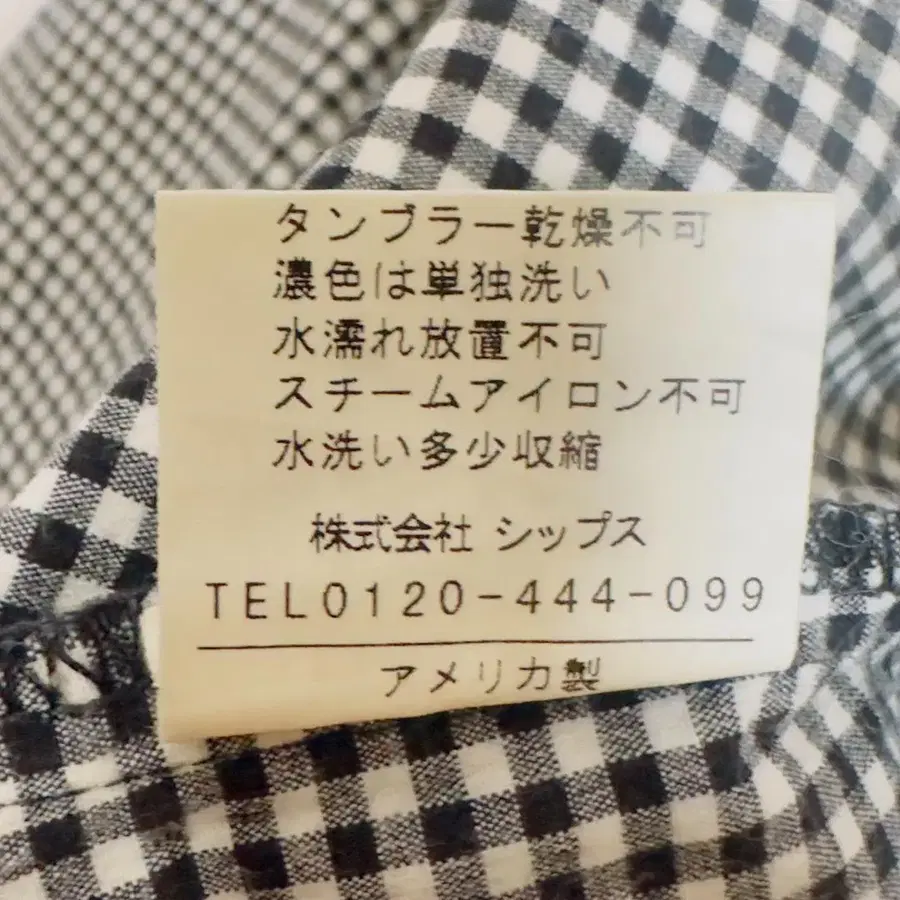 タンブラー乾燥不可
濃色は単独洗い
水濡れ放置不可
スチームアイロン不可
水洗い多少収縮
株式会社 シップス
TEL0120-444-099
アメリカ製